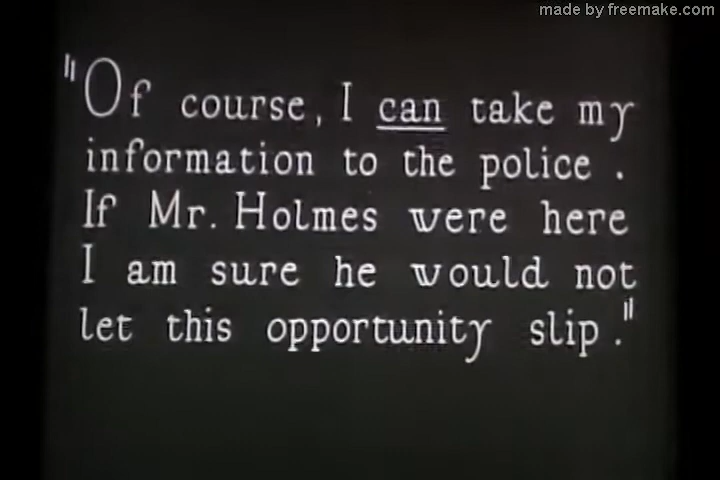 made by freemake.com
"Of course, I can take my
information to the police.
If Mr. Holmes were here
I am sure he would not
let this opportunity slip."